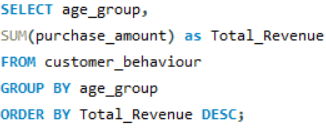 SELECT age_group,
SUM(purchase_amount) as Total_Revenue
FROM customer_behaviour
GROUP BY age_group
ORDER BY Total_Revenue DESC;